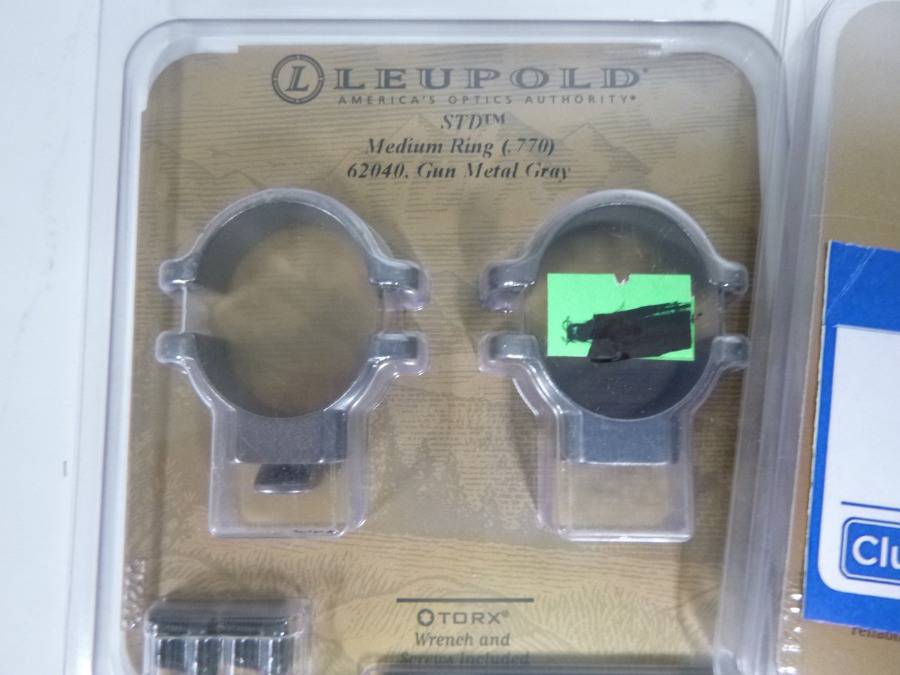 L LEUPOLD®
AMERICA'S OPTICS AUTHORITY®
STD™
Medium Ring (.770)
62040, Gun Metal Gray
TORX®
Wrench and
Screws Included
Clu